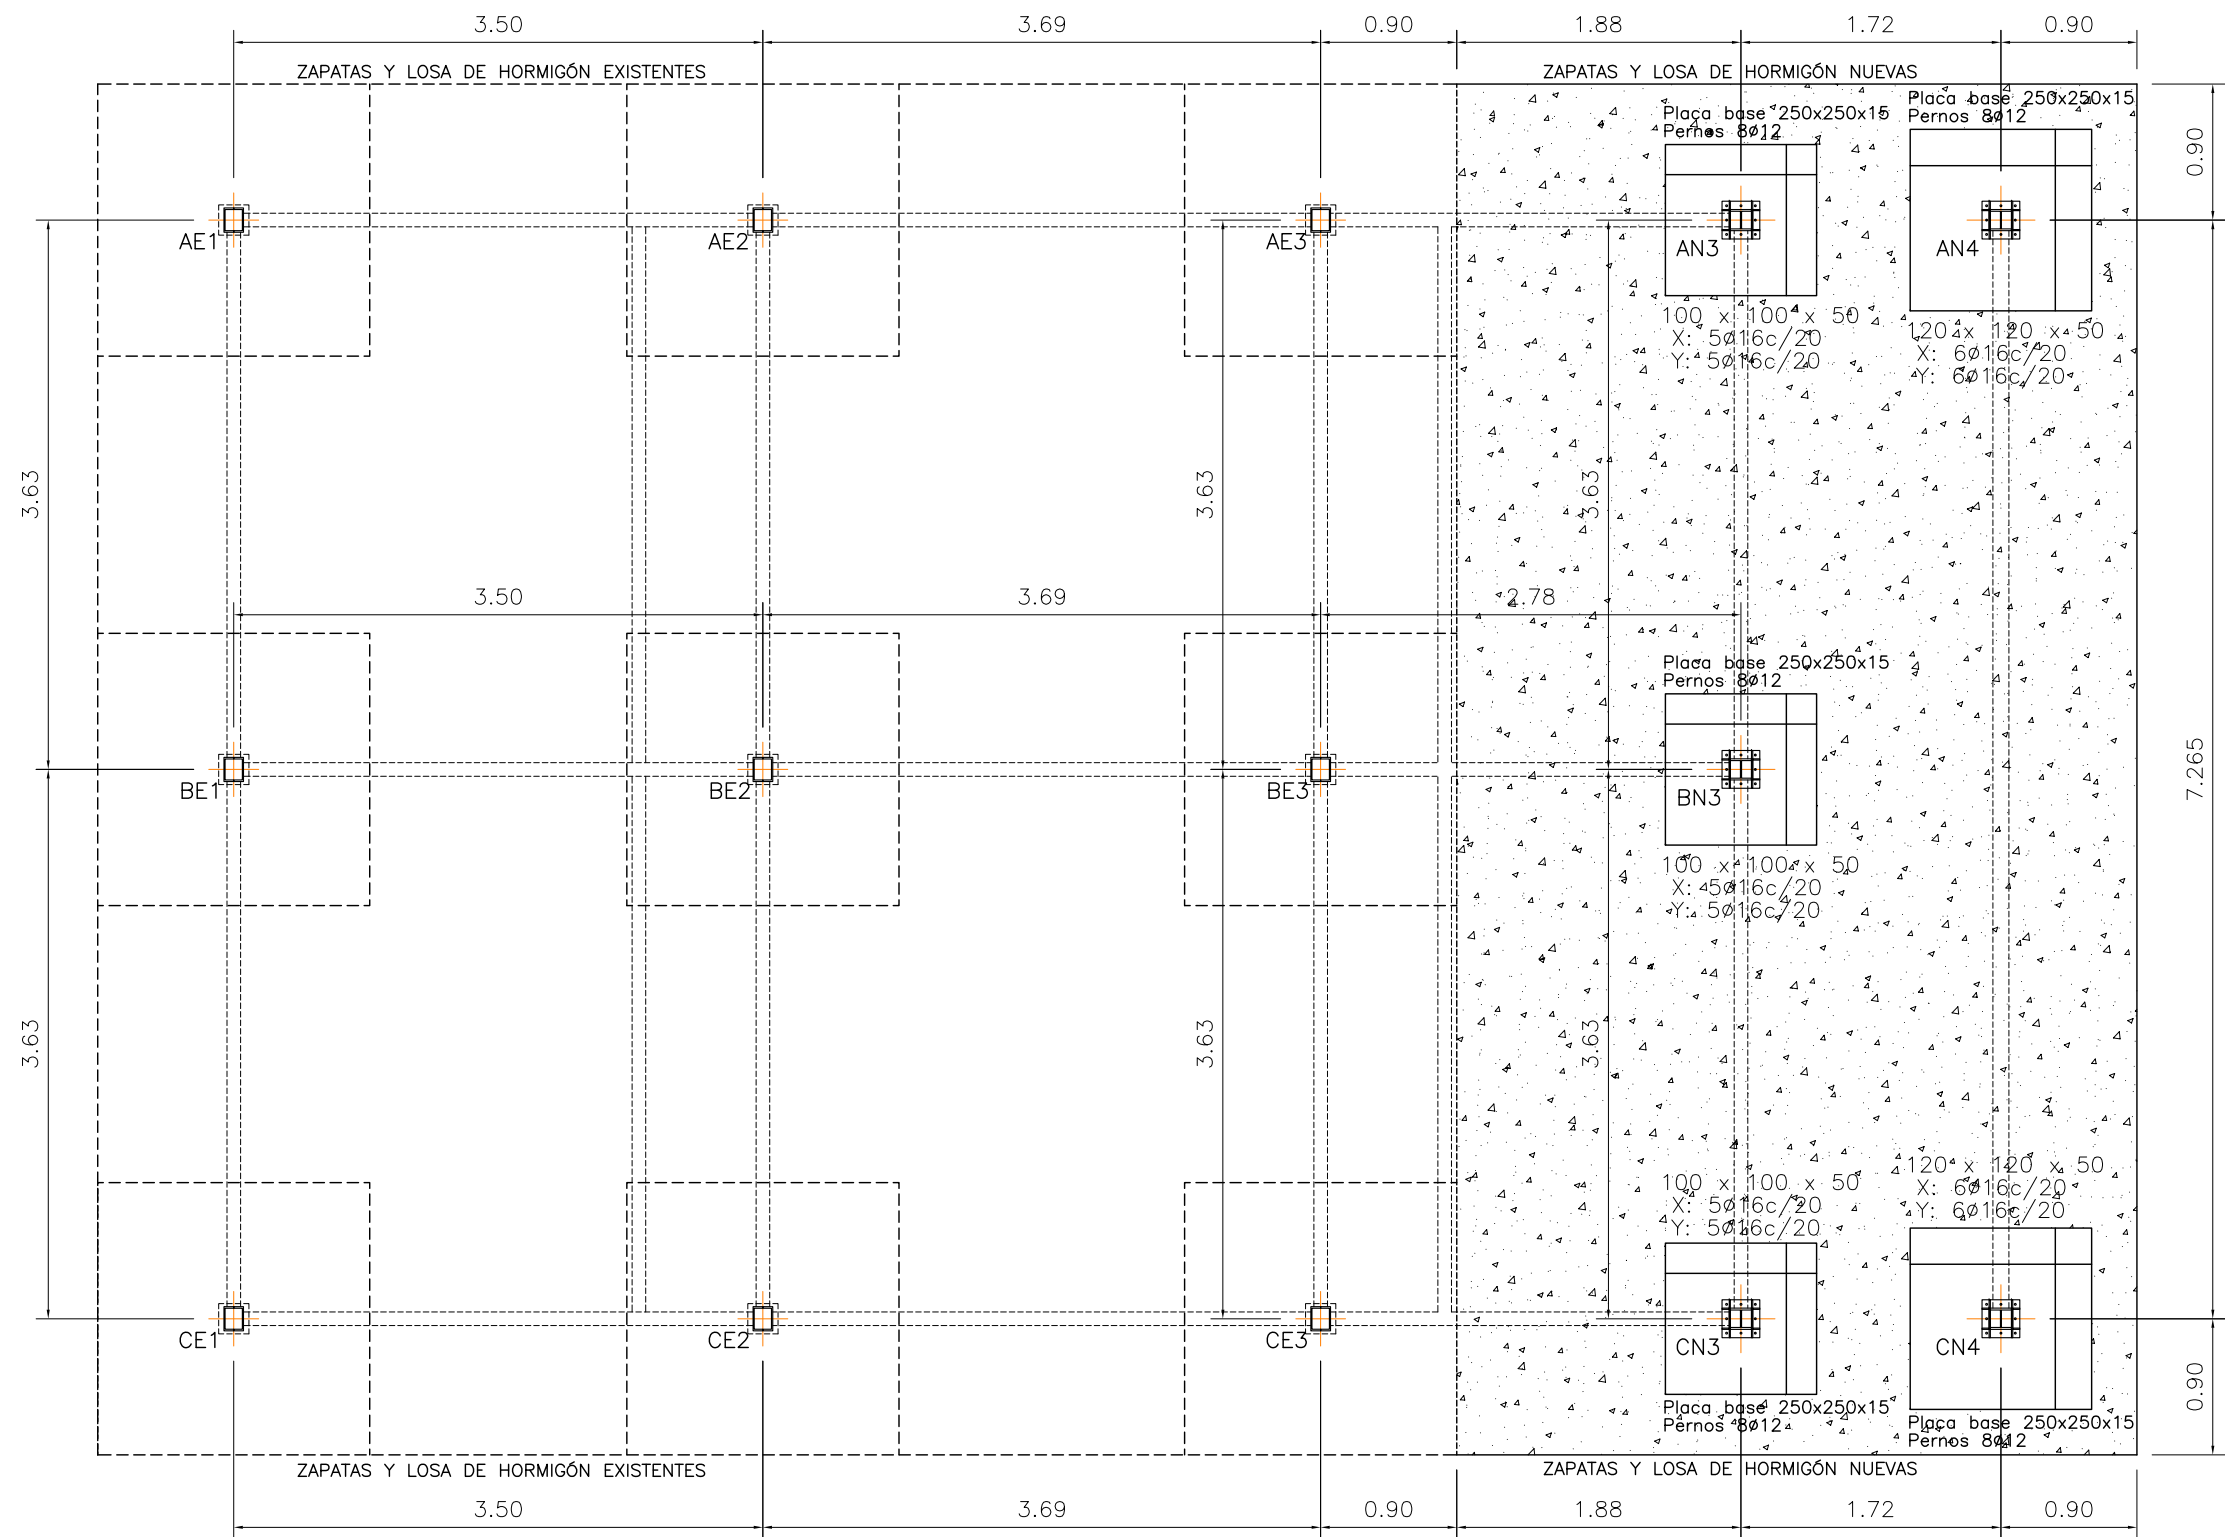 3.50 3.69 0.90 1.88 1.72 0.90
ZAPATAS Y LOSA DE HORMIGÓN EXISTENTES
ZAPATAS Y LOSA DE HORMIGÓN NUEVAS
Placa base 250x250x15
Pernos 8ø12
Placa base 250x250x15
Pernos 8ø12
0.90
AE1
AE2
AE3
AN3
AN4
100 x 100 x 50
X: 5ø16c/20
Y: 5ø16c/20
120 x 120 x 50
X: 6ø16c/20
Y: 6ø16c/20
3.63
3.63
3.63
3.50 3.69 2.78
Placa base 250x250x15
Pernos 8ø12
7.265
BE1
BE2
BE3
BN3
100 x 100 x 50
X: 5ø16c/20
Y: 5ø16c/20
3.63
3.63
3.63
100 x 100 x 50
X: 5ø16c/20
Y: 5ø16c/20
120 x 120 x 50
X: 6ø16c/20
Y: 6ø16c/20
CE1
CE2
CE3
CN3
CN4
0.90
Placa base 250x250x15
Pernos 8ø12
Placa base 250x250x15
Pernos 8ø12
ZAPATAS Y LOSA DE HORMIGÓN EXISTENTES
ZAPATAS Y LOSA DE HORMIGÓN NUEVAS
3.50 3.69 0.90 1.88 1.72 0.90